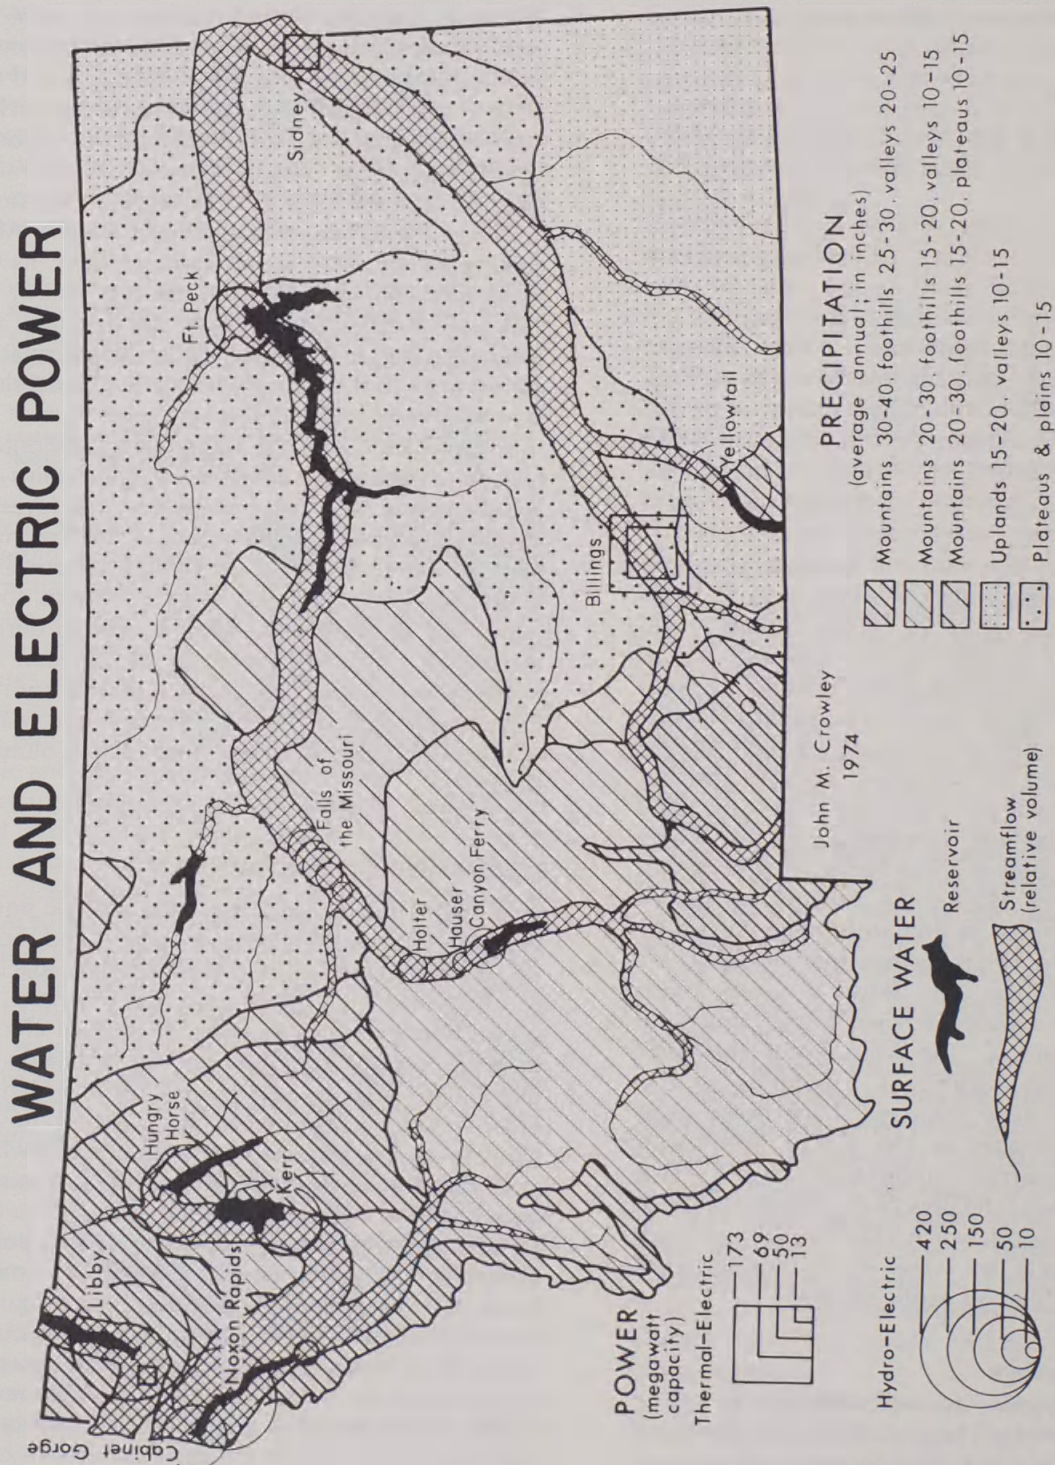 WATER AND ELECTRIC POWER
Cabinet Gorge
Libby
Noxon Rapids
Hungry
Horse
Kerr
Falls of
the Missouri
Holter
Hauser
Canyon Ferry
Ft. Peck
Sidney
Billings
Yellowtail
John M. Crowley
1974
POWER
(megawatt
capacity)
Thermal-Electric
173
69
50
13
Hydro-Electric
420
250
150
50
10
SURFACE WATER
Reservoir
Streamflow
(relative volume)
PRECIPITATION
(average annual; in inches)
Mountains 30-40, foothills 25-30, valleys 20-25
Mountains 20-30, foothills 15-20, valleys 10-15
Mountains 20-30, foothills 15-20, plateaus 10-15
Uplands 15-20, valleys 10-15
Plateaus & plains 10-15